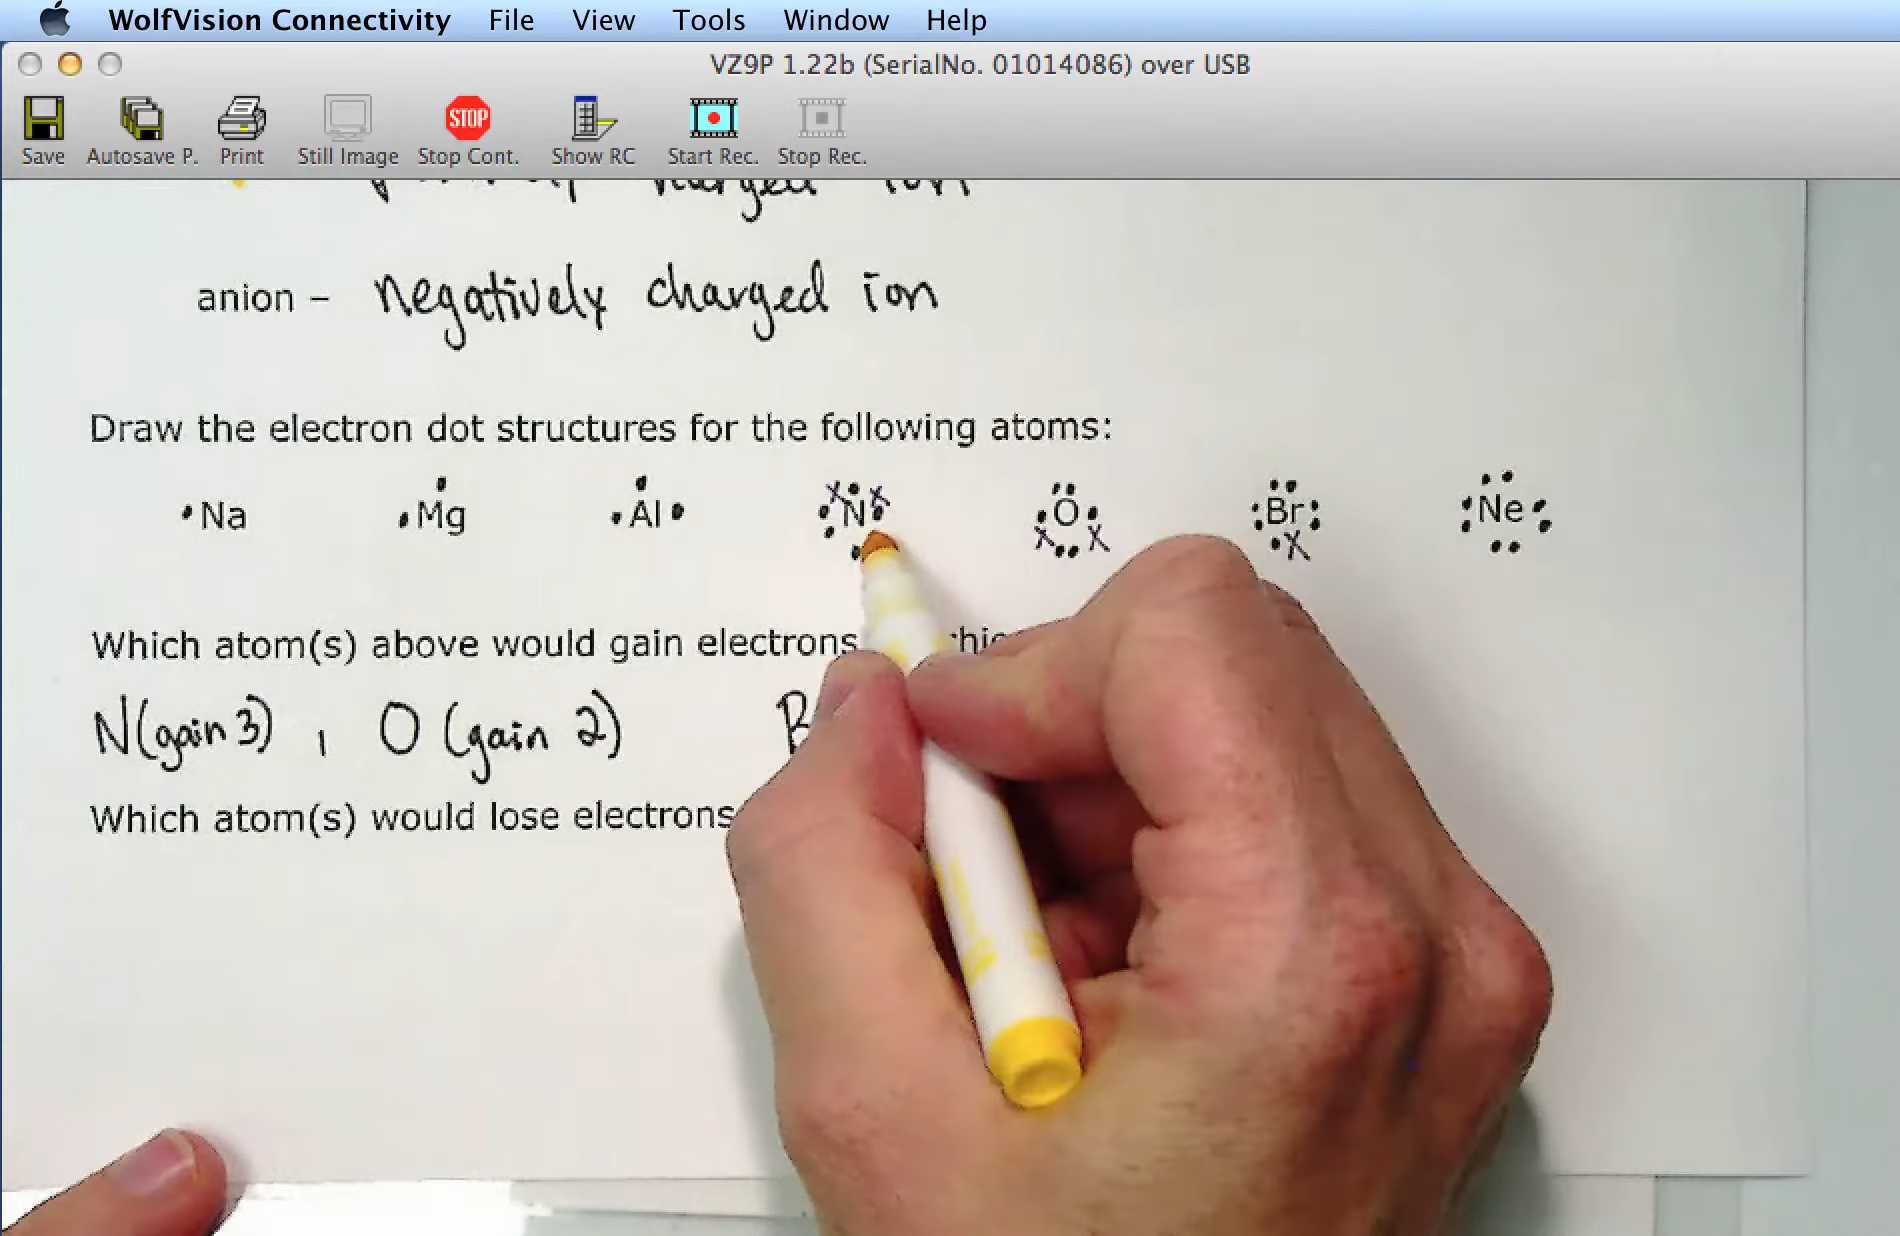 WolfVision Connectivity File View Tools Window Help
VZ9P 1.22b (SerialNo. 01014086) over USB
Save Autosave P. Print Still Image STOP Stop Cont. Show RC Start Rec. Stop Rec.
charged ion
anion – negatively charged ion
Draw the electron dot structures for the following atoms:
Na Mg Al N O Br Ne
Which atom(s) above would gain electrons
N(gain 3), O (gain 2)
Which atom(s) would lose electrons